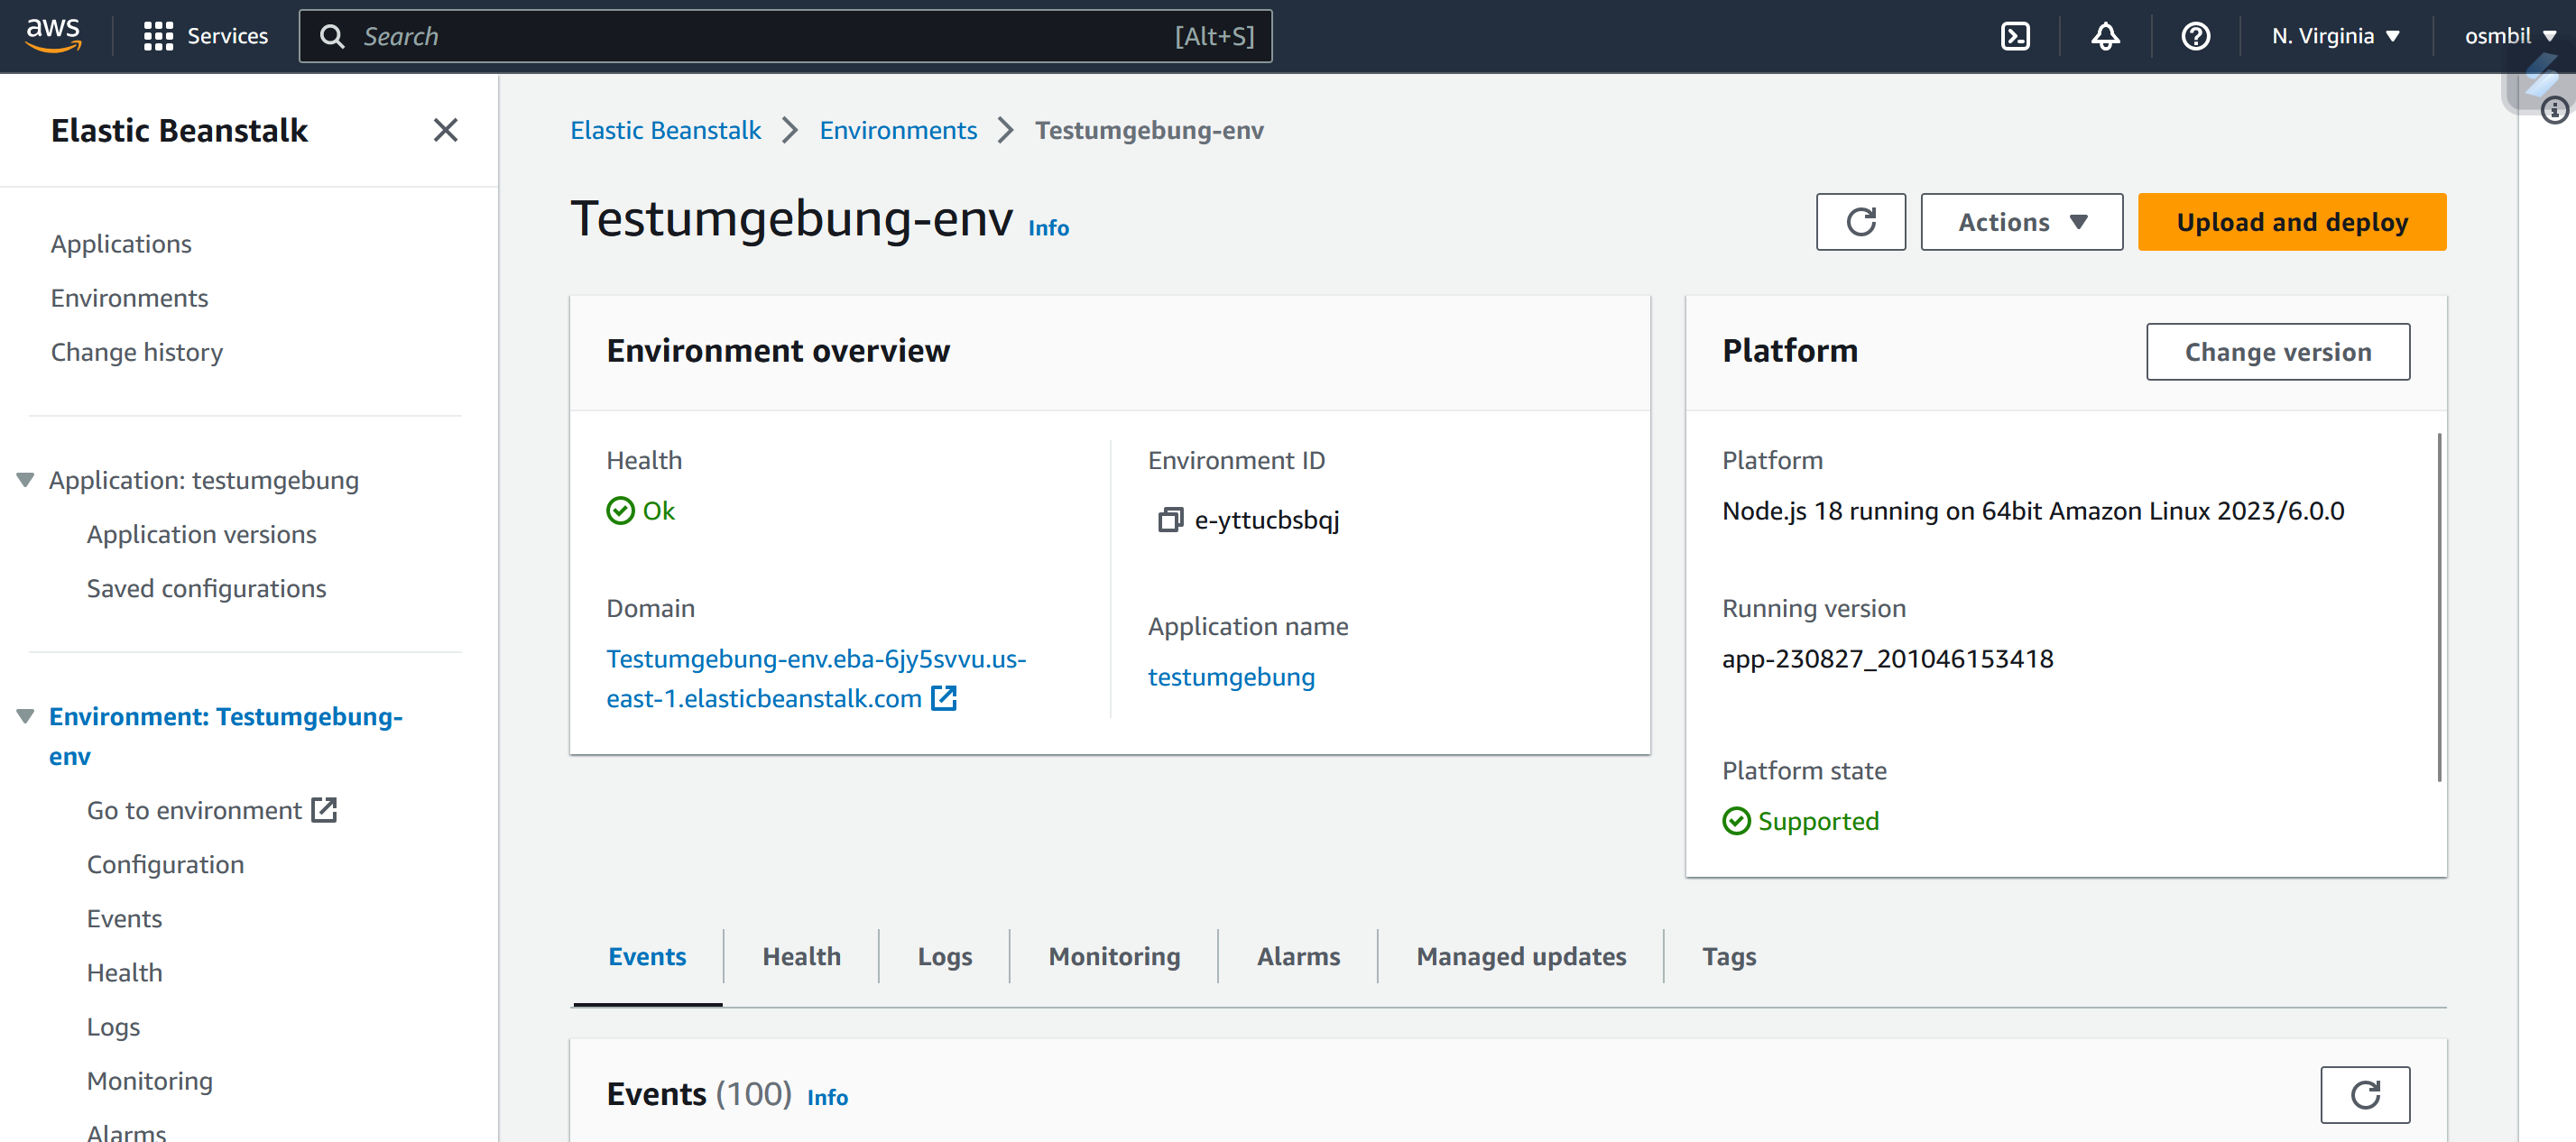 aws
Services
Search
[Alt+S]
N. Virginia
osmbil
Elastic Beanstalk
Applications
Environments
Change history
Application: testumgebung
Application versions
Saved configurations
Environment: Testumgebung-
env
Go to environment
Configuration
Events
Health
Logs
Monitoring
Alarms
Elastic Beanstalk
Environments
Testumgebung-env
Testumgebung-env Info
Actions
Upload and deploy
Environment overview
Health
Ok
Domain
Testumgebung-env.eba-6jy5svvu.us-
east-1.elasticbeanstalk.com
Environment ID
e-yttucbsbqj
Application name
testumgebung
Platform
Change version
Platform
Node.js 18 running on 64bit Amazon Linux 2023/6.0.0
Running version
app-230827_201046153418
Platform state
Supported
Events
Health
Logs
Monitoring
Alarms
Managed updates
Tags
Events (100) Info